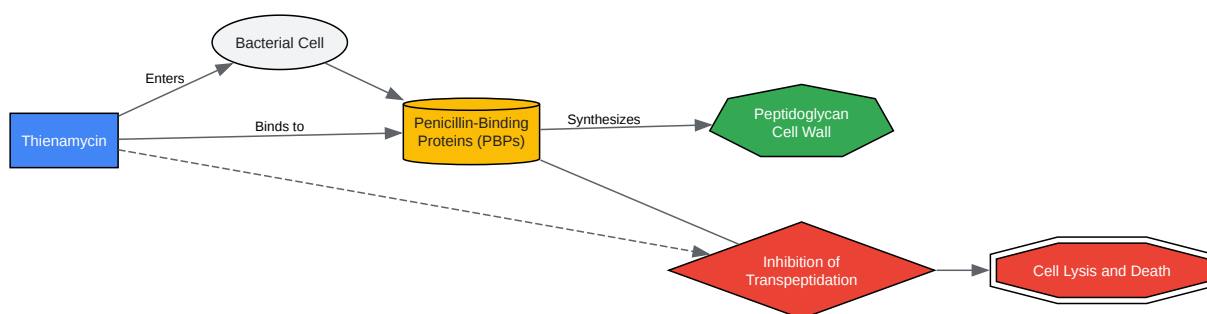 Bacterial Cell
Enters
Thienamycin
Binds to
Penicillin-Binding
Proteins (PBPs)
Synthesizes
Peptidoglycan
Cell Wall
Inhibition of
Transpeptidation
Cell Lysis and Death